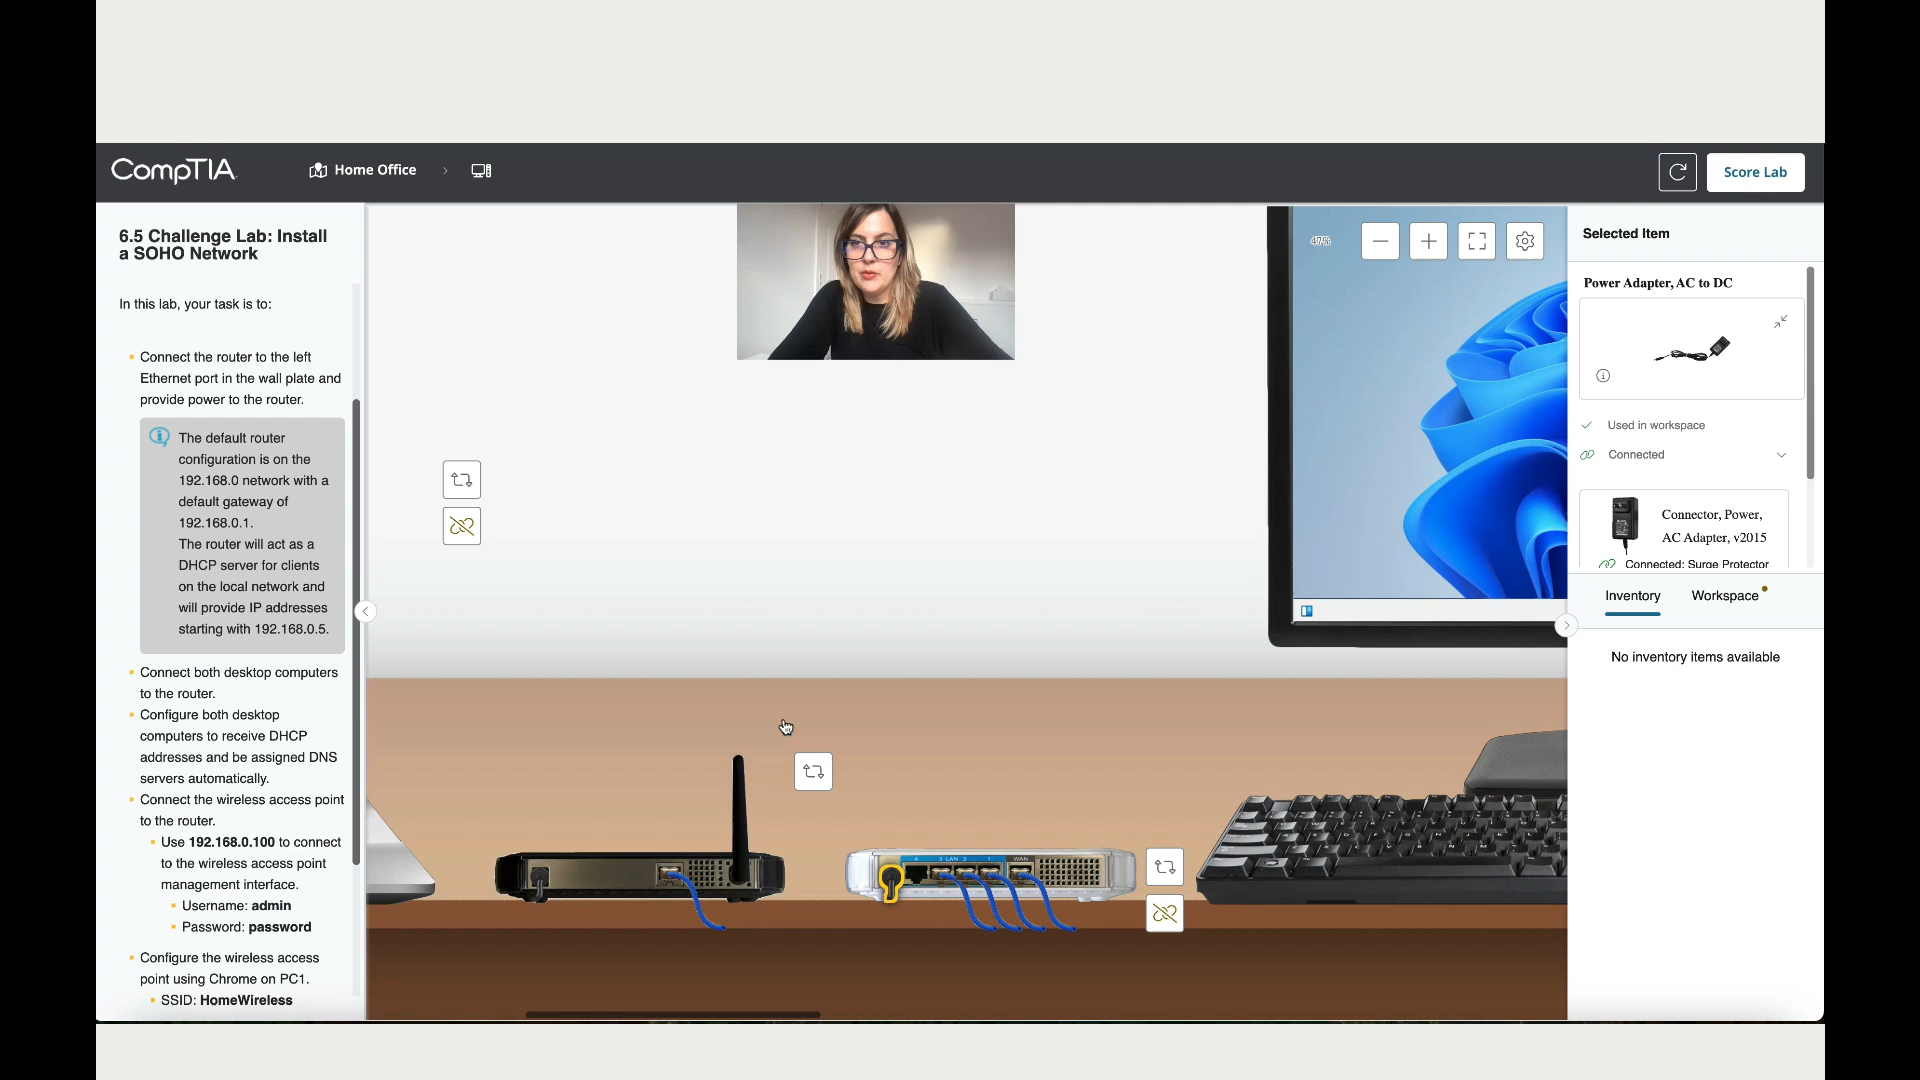 CompTIA.
Home Office
Score Lab
6.5 Challenge Lab: Install
a SOHO Network
In this lab, your task is to:
Connect the router to the left
Ethernet port in the wall plate and
provide power to the router.
The default router
configuration is on the
192.168.0 network with a
default gateway of
192.168.0.1.
The router will act as a
DHCP server for clients
on the local network and
will provide IP addresses
starting with 192.168.0.5.
Connect both desktop computers
to the router.
Configure both desktop
computers to receive DHCP
addresses and be assigned DNS
servers automatically.
Connect the wireless access point
to the router.
Use 192.168.0.100 to connect
to the wireless access point
management interface.
Username: admin
Password: password
Configure the wireless access
point using Chrome on PC1.
SSID: HomeWireless
47%
4 3 LAN 2 1 WAN
Selected Item
Power Adapter, AC to DC
Used in workspace
Connected
Connector, Power,
AC Adapter, v2015
Connected: Surge Protector
Inventory Workspace
No inventory items available